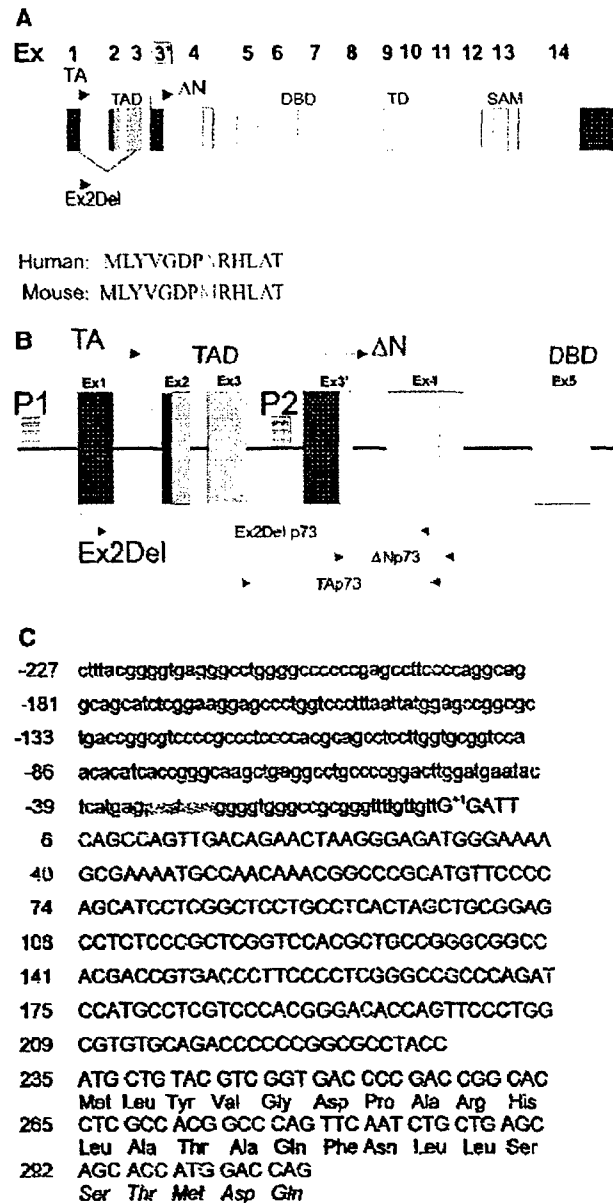 A
Ex 1 2 3 3' 4 5 6 7 8 9 10 11 12 13 14
TA ΔN
TAD DBD TD SAM
Ex2Del
Human: MLYVGDP RHLAT
Mouse: MLYVGDP RHLAT
B TA TAD ΔN DBD
P1 Ex1 Ex2 Ex3 P2 Ex3' Ex4 Ex5
Ex2Del p73
Ex2Del ΔNp73
TAp73
C
-227 ctttacggggtgagggcctggggcccccccgagccttccccaggcag
-181 gcagcatctcggaaggagccctggtccctttaattatggagccggcgc
-133 tgaccggcgtccccgccctccccacgcagcctccttggtgcggtcca
-86 acacatcaccgggcaagctgaggcctgccccggacttggatgaatac
-39 tcatgag ggggtgggccgcgggttttgttgttG+1GATT
6 CAGCCAGTTGACAGAACTAAGGGAGATGGGAAAA
40 GCGAAAATGCCAACAAACGGCCCGCATGTTCCCC
74 AGCATCCTCGGCTCCTGCCTCACTAGCTGCGGAG
108 CCTCTCCCGCTCGGTCCACGCTGCCGGGCGGCC
141 ACGACCGTGACCCTTCCCCTCGGGCCGCCCAGAT
175 CCATGCCTCGTCCCACGGGACACCAGTTCCCTGG
209 CGTGTGCAGACCCCCCGGCGCCTACC
235 ATG CTG TAC GTC GGT GAC CCC GAC CGG CAC
Met Leu Tyr Val Gly Asp Pro Ala Arg His
265 CTC GCC ACG GCC CAG TTC AAT CTG CTG AGC
Leu Ala Thr Ala Gln Phe Asn Leu Leu Ser
292 AGC ACC ATG GAC CAG
Ser Thr Met Asp Gln